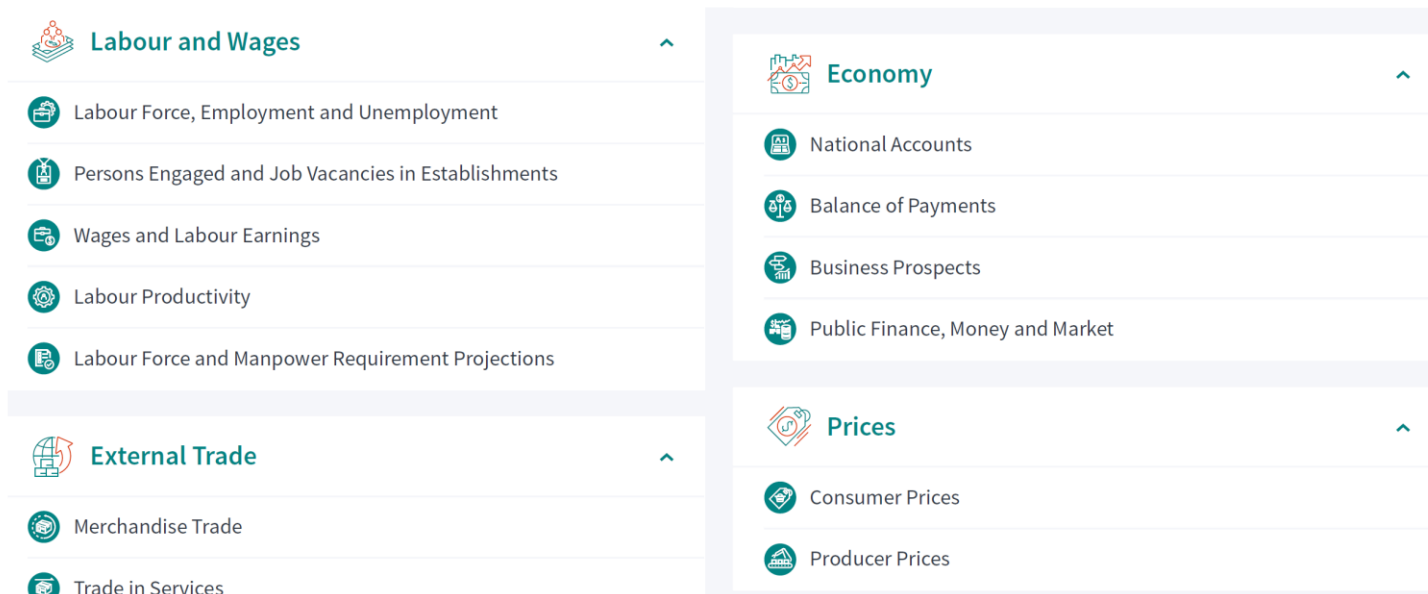 Labour and Wages
Labour Force, Employment and Unemployment
Persons Engaged and Job Vacancies in Establishments
Wages and Labour Earnings
Labour Productivity
Labour Force and Manpower Requirement Projections
External Trade
Merchandise Trade
Trade in Services
Economy
National Accounts
Balance of Payments
Business Prospects
Public Finance, Money and Market
Prices
Consumer Prices
Producer Prices